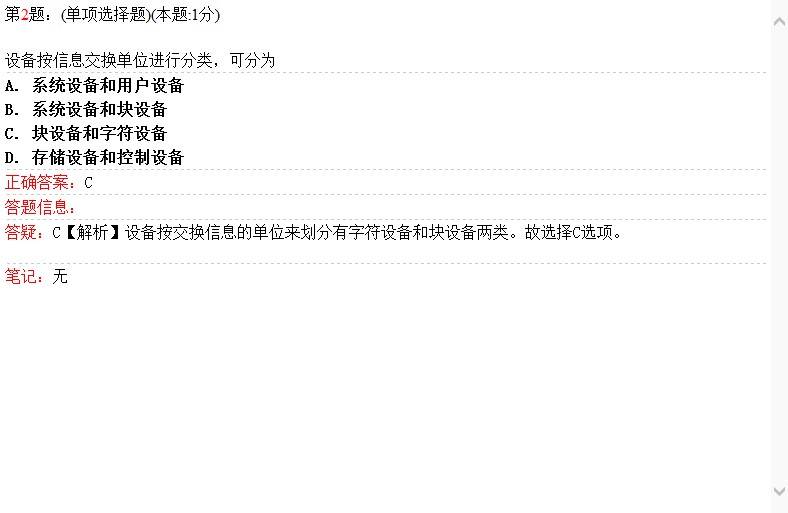 第2题：(单项选择题)(本题:1分)
设备按信息交换单位进行分类，可分为
A. 系统设备和用户设备
B. 系统设备和块设备
C. 块设备和字符设备
D. 存储设备和控制设备
正确答案：C
答题信息：
答疑：C【解析】设备按交换信息的单位来划分有字符设备和块设备两类。故选择C选项。
笔记：无